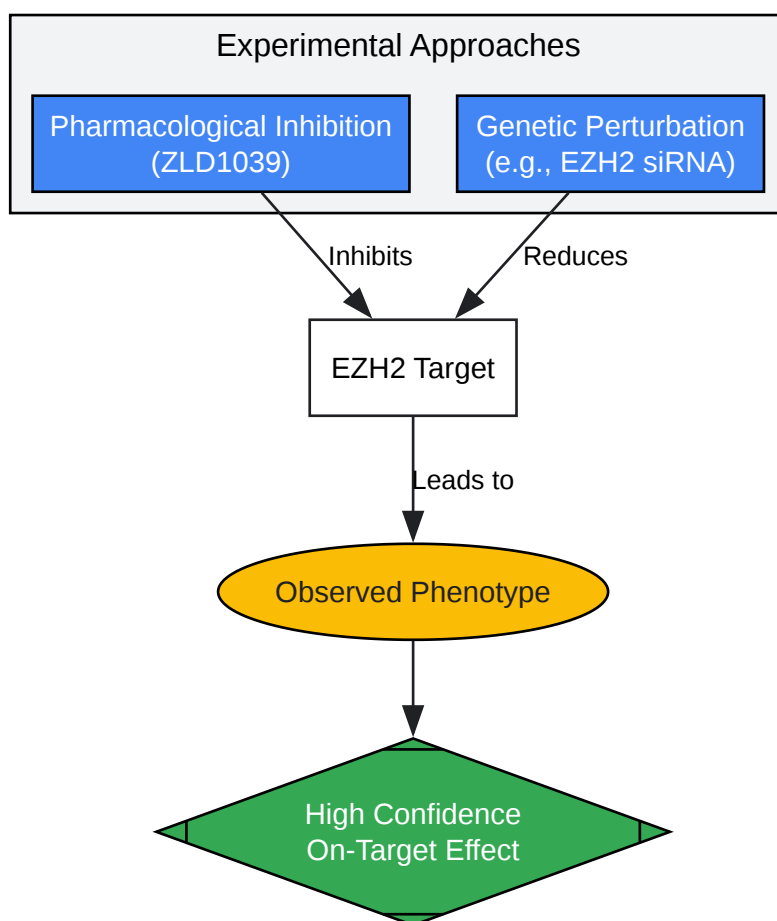 Experimental Approaches
Pharmacological Inhibition
(ZLD1039)
Genetic Perturbation
(e.g., EZH2 siRNA)
Inhibits
Reduces
EZH2 Target
Leads to
Observed Phenotype
High Confidence
On-Target Effect